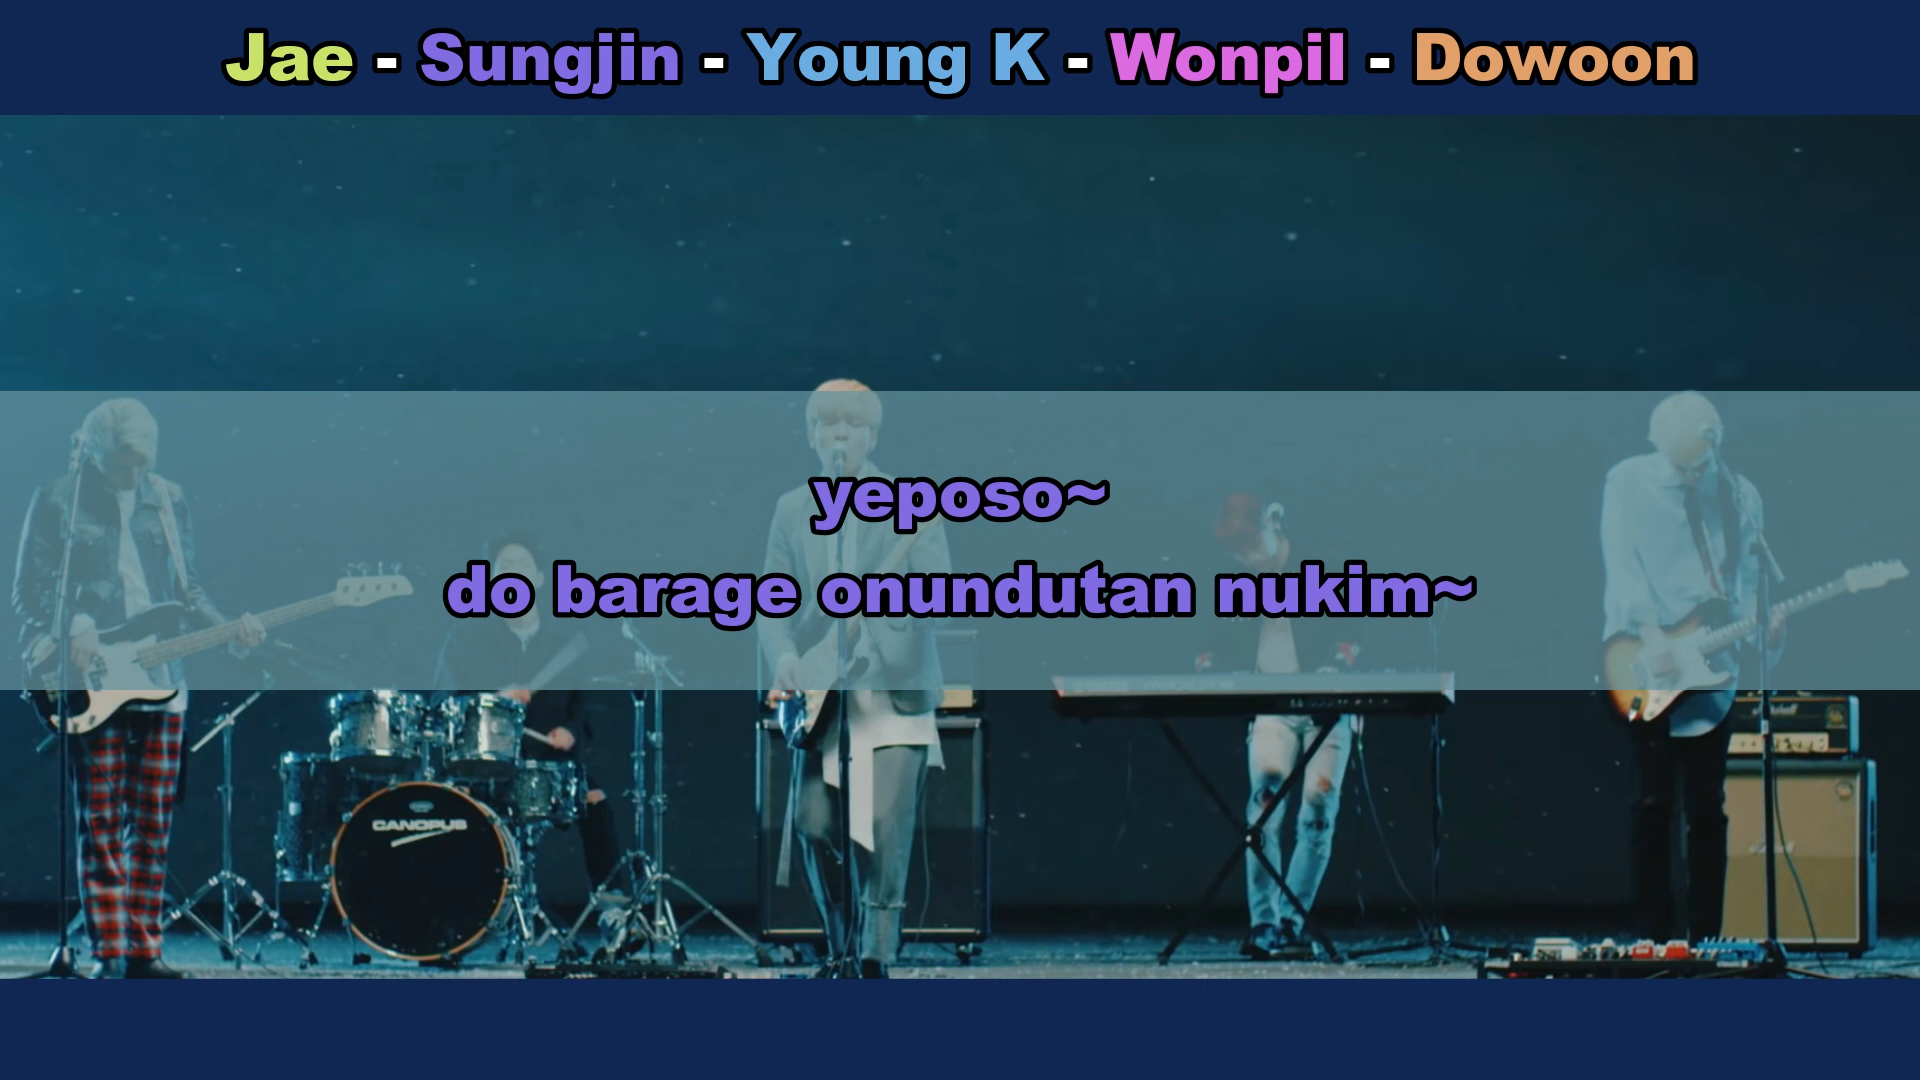 Jae - Sungjin - Young K - Wonpil - Dowoon
yeposo~
do barage onundutan nukim~
CANOPUS